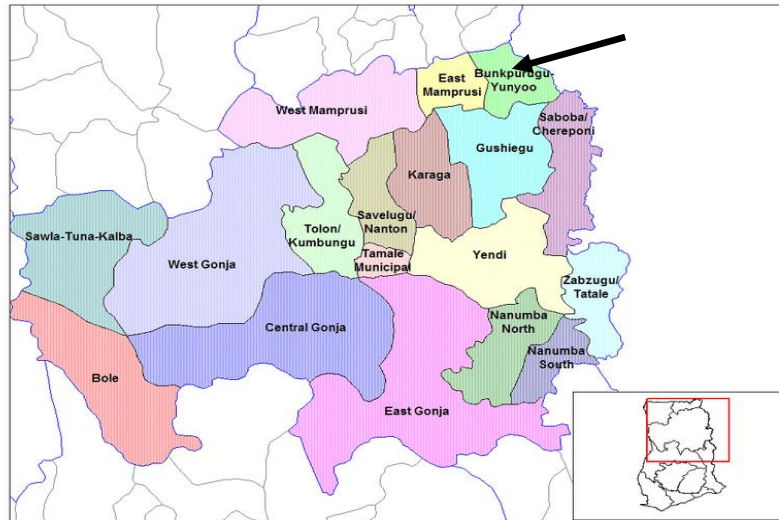 East
Mamprusi
Bunkpurugu-
Yunyoo
West Mamprusi
Saboba/
Chereponi
Gushiegu
Karaga
Savelugu/
Nanton
Tolon/
Kumbungu
Sawla-Tuna-Kalba
West Gonja
Tamale
Municipal
Yendi
Zabzugu/
Tatale
Nanumba
North
Central Gonja
Nanumba
South
Bole
East Gonja